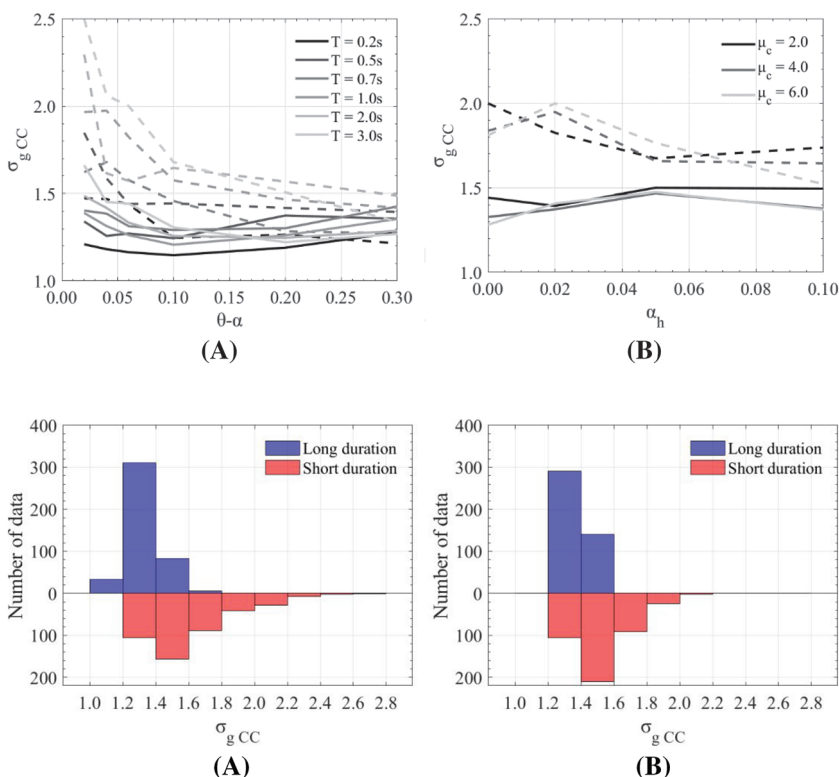 2.5
2.0
1.5
1.0
σg CC
0.00 0.05 0.10 0.15 0.20 0.25 0.30
θ-α
T = 0.2s
T = 0.5s
T = 0.7s
T = 1.0s
T = 2.0s
T = 3.0s
(A)
2.5
2.0
1.5
1.0
σg CC
0.00 0.02 0.04 0.06 0.08 0.10
αh
μc = 2.0
μc = 4.0
μc = 6.0
(B)
400
300
200
100
0
100
200
Number of data
Long duration
Short duration
1.0 1.2 1.4 1.6 1.8 2.0 2.2 2.4 2.6 2.8
σg CC
(A)
400
300
200
100
0
100
200
Number of data
Long duration
Short duration
1.0 1.2 1.4 1.6 1.8 2.0 2.2 2.4 2.6 2.8
σg CC
(B)